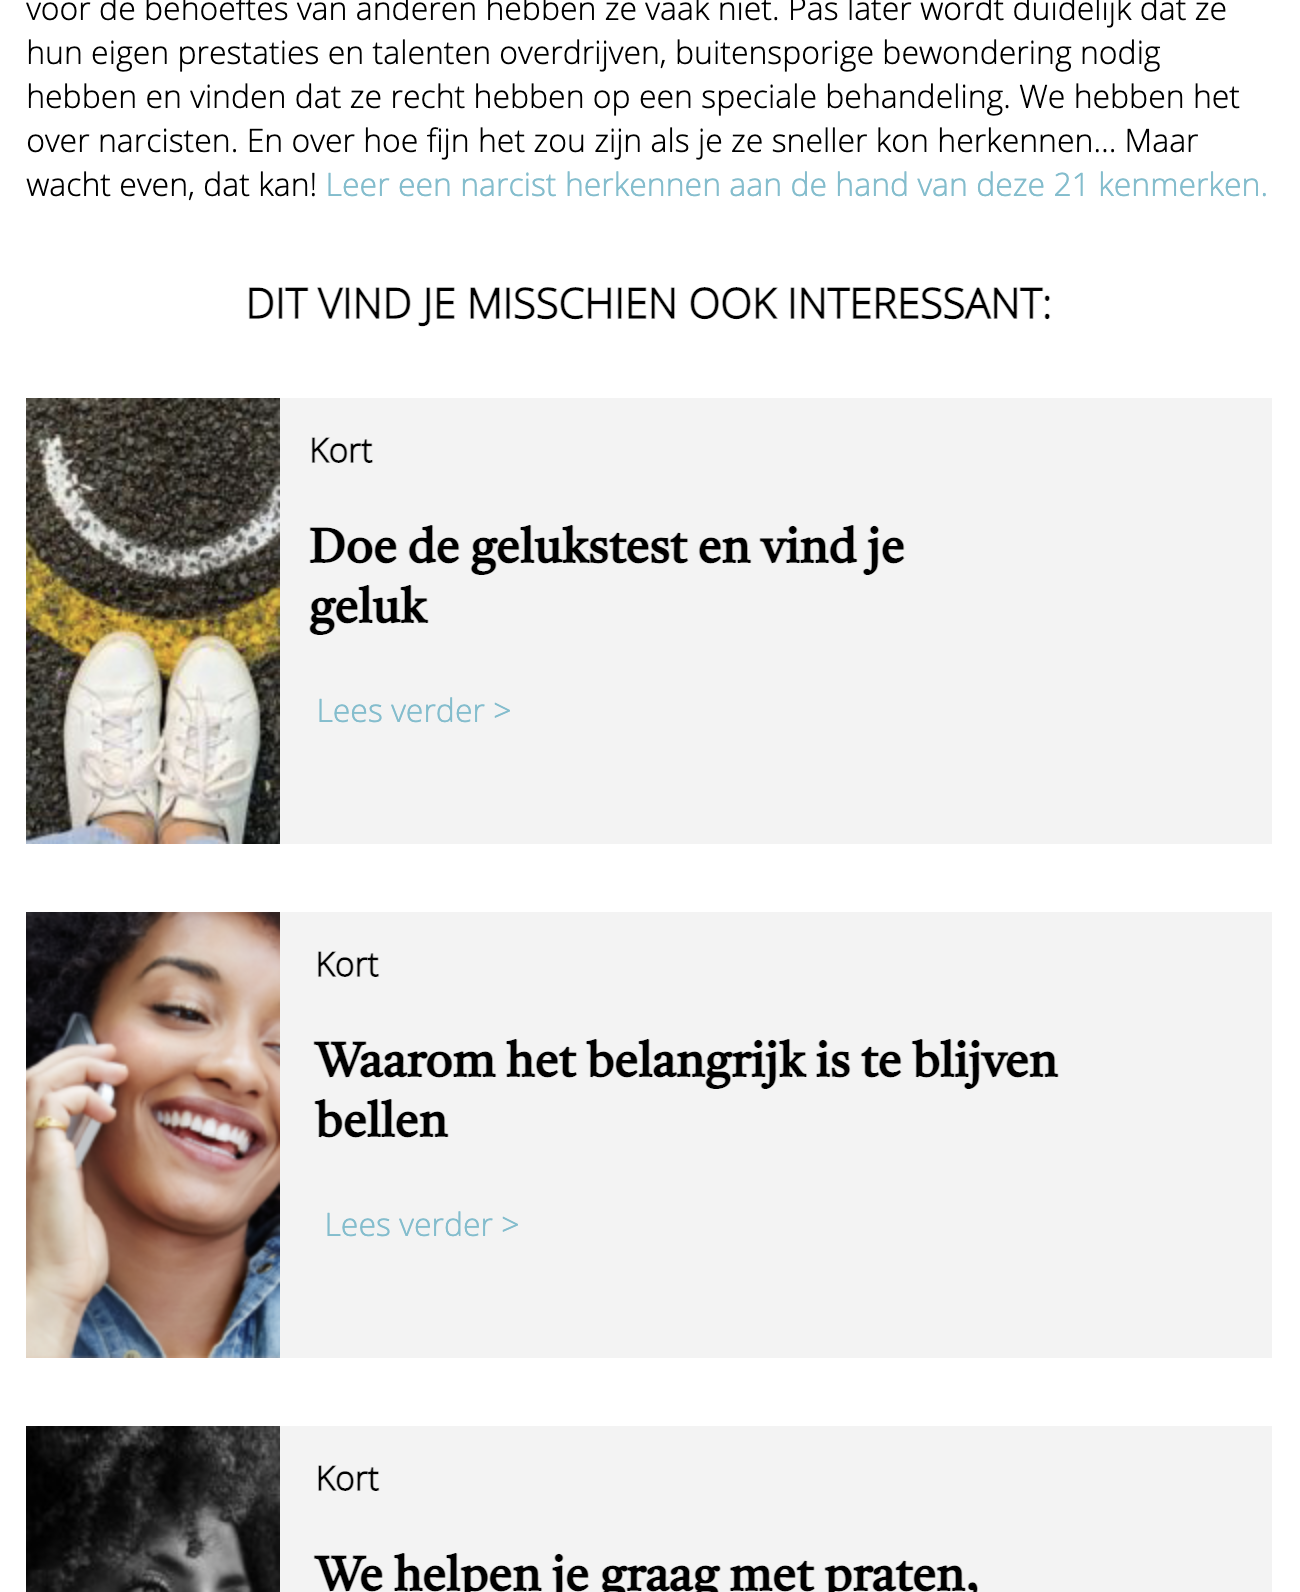 voor de behoeftes van anderen hebben ze vaak niet. Pas later wordt duidelijk dat ze
hun eigen prestaties en talenten overdrijven, buitensporige bewondering nodig
hebben en vinden dat ze recht hebben op een speciale behandeling. We hebben het
over narcisten. En over hoe fijn het zou zijn als je ze sneller kon herkennen... Maar
wacht even, dat kan! Leer een narcist herkennen aan de hand van deze 21 kenmerken.
DIT VIND JE MISSCHIEN OOK INTERESSANT:
Kort
Doe de gelukstest en vind je
geluk
Lees verder >
Kort
Waarom het belangrijk is te blijven
bellen
Lees verder >
Kort
We helpen je graag met praten,